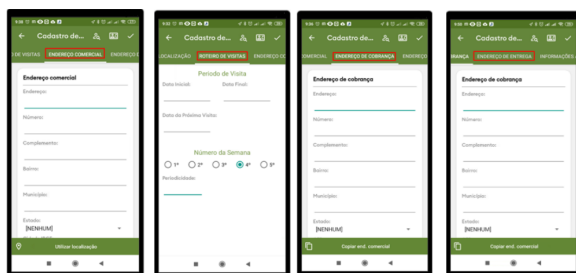 9:06
Cadastro de...
DE VISITAS ENDEREÇO COMERCIAL ENDEREÇO
Endereço comercial
Endereço:
Número:
Complemento:
Bairro:
Município:
Estado:
[NENHUM]
Utilizar localização
Cadastro de...
OCALIZAÇÃO ROTEIRO DE VISITAS ENDEREÇO CO
Período de Visita
Data Inicial: Data Final:
Data da Próxima Visita:
Número da Semana
1ª 2ª 3ª 4ª 5ª
Periodicidade:
Cadastro de...
OMERCIAL ENDEREÇO DE COBRANÇA ENDEREÇO
Endereço de cobrança
Endereço:
Número:
Complemento:
Bairro:
Município:
Estado:
[NENHUM]
Copiar end. comercial
Cadastro de...
RANÇA ENDEREÇO DE ENTREGA INFORMAÇÕES
Endereço de cobrança
Endereço:
Número:
Complemento:
Bairro:
Município:
Estado:
[NENHUM]
Copiar end. comercial